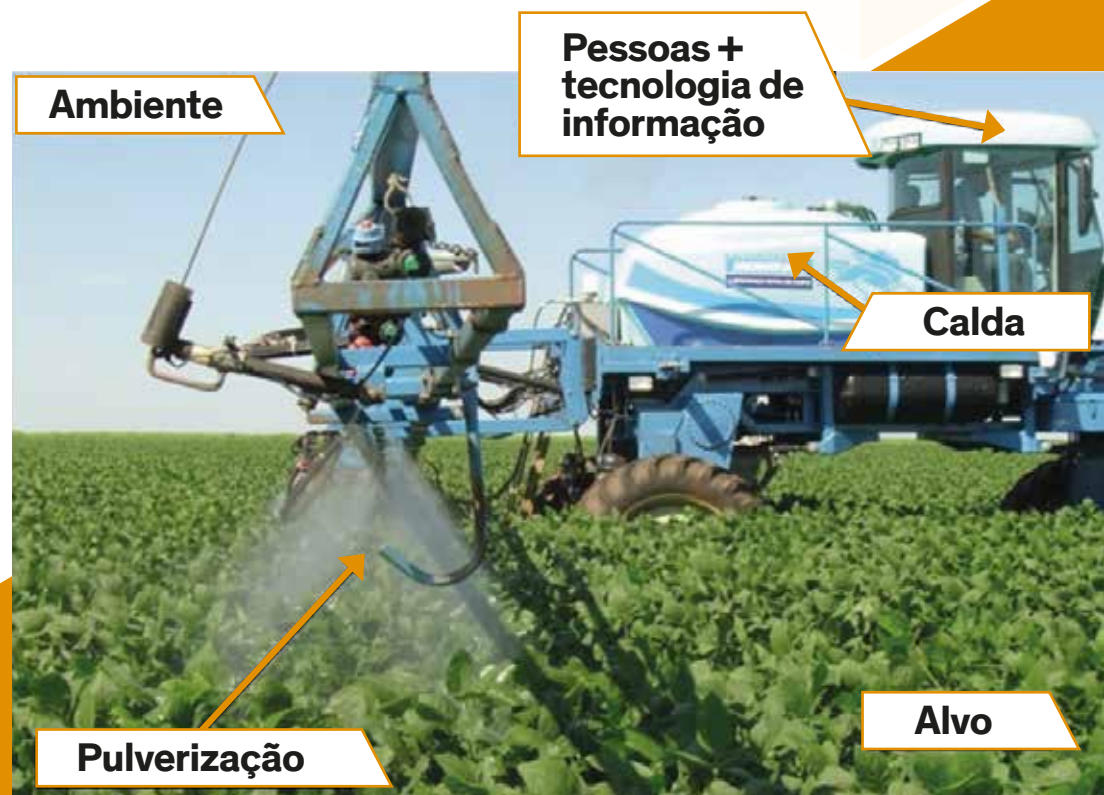 Pessoas +
tecnologia de
informação
Ambiente
Calda
Alvo
Pulverização